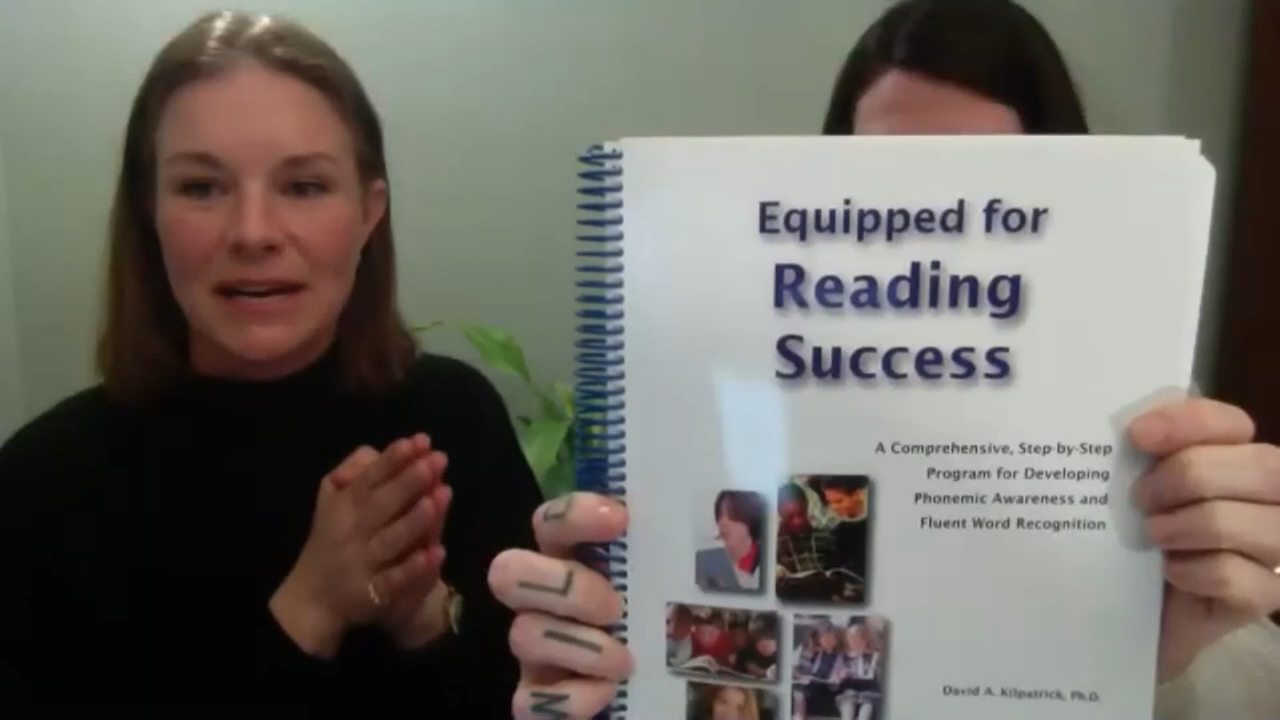 Equipped for
Reading
Success
A Comprehensive, Step-by-Step
Program for Developing
Phonemic Awareness and
Fluent Word Recognition
David A. Kilpatrick, Ph.D.